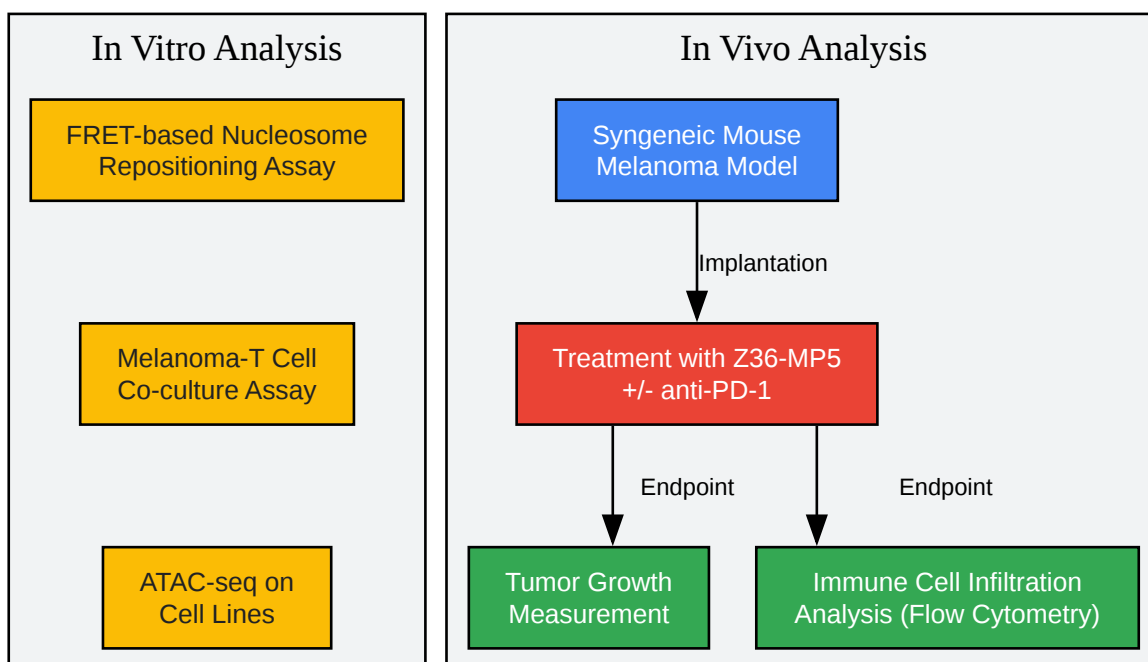 In Vitro Analysis
FRET-based Nucleosome
Repositioning Assay
Melanoma-T Cell
Co-culture Assay
ATAC-seq on
Cell Lines
In Vivo Analysis
Syngeneic Mouse
Melanoma Model
Implantation
Treatment with Z36-MP5
+/- anti-PD-1
Endpoint
Endpoint
Tumor Growth
Measurement
Immune Cell Infiltration
Analysis (Flow Cytometry)